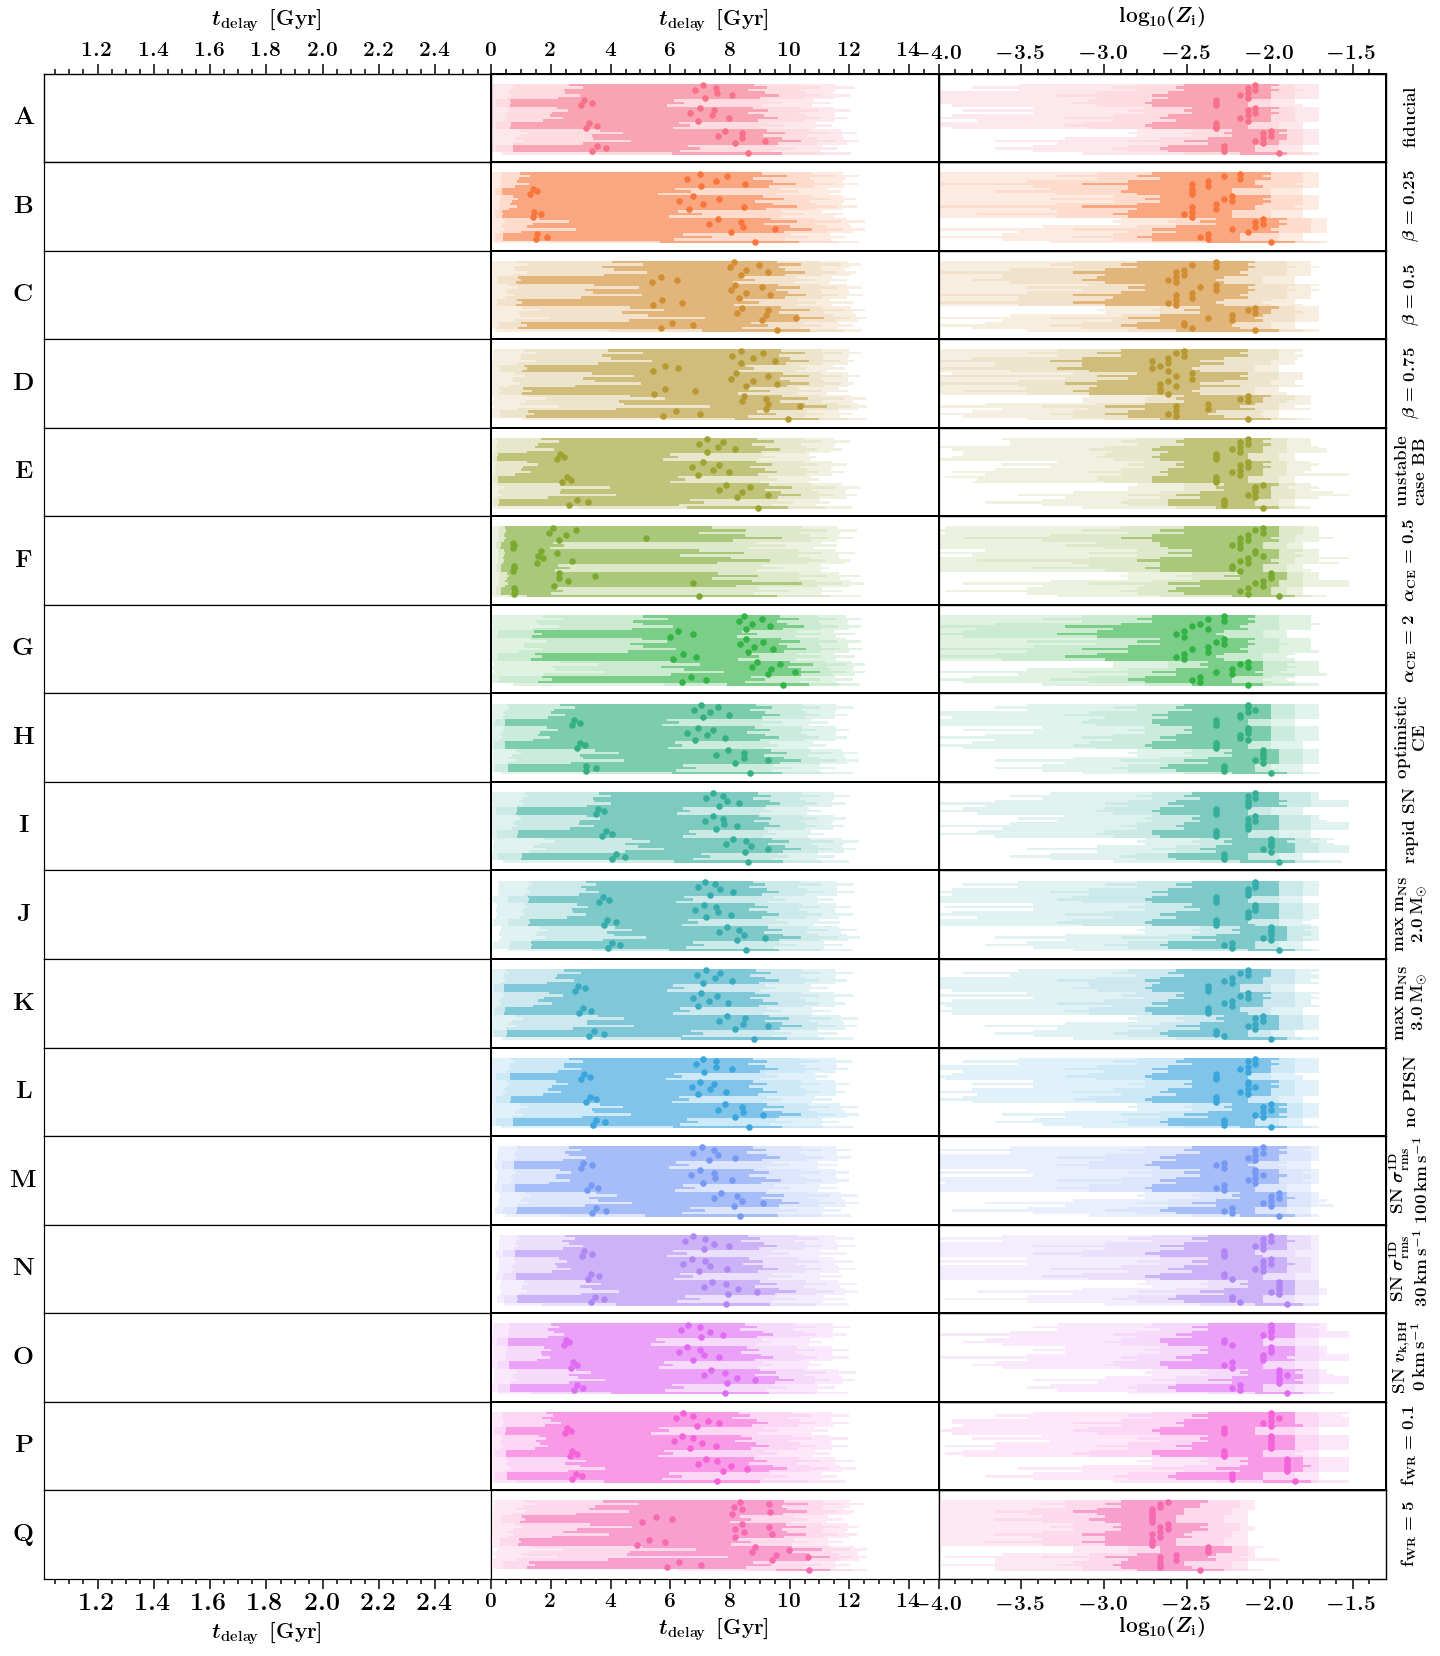 t_delay [Gyr] t_delay [Gyr] log₁₀(Z_i)
1.2 1.4 1.6 1.8 2.0 2.2 2.4 0 2 4 6 8 10 12 14 −4.0 −3.5 −3.0 −2.5 −2.0 −1.5
A fiducial
B β = 0.25
C β = 0.5
D β = 0.75
E unstable
case BB
F α_CE = 0.5
G α_CE = 2
H optimistic
CE
I rapid SN
J max m_NS
2.0 M_⊙
K max m_NS
3.0 M_⊙
L no PISN
M SN σ_rms^1D
100 km s⁻¹
N SN σ_rms^1D
30 km s⁻¹
O SN v_k,BH
0 km s⁻¹
P f_WR = 0.1
Q f_WR = 5
1.2 1.4 1.6 1.8 2.0 2.2 2.4 0 2 4 6 8 10 12 14 −4.0 −3.5 −3.0 −2.5 −2.0 −1.5
t_delay [Gyr] t_delay [Gyr] log₁₀(Z_i)